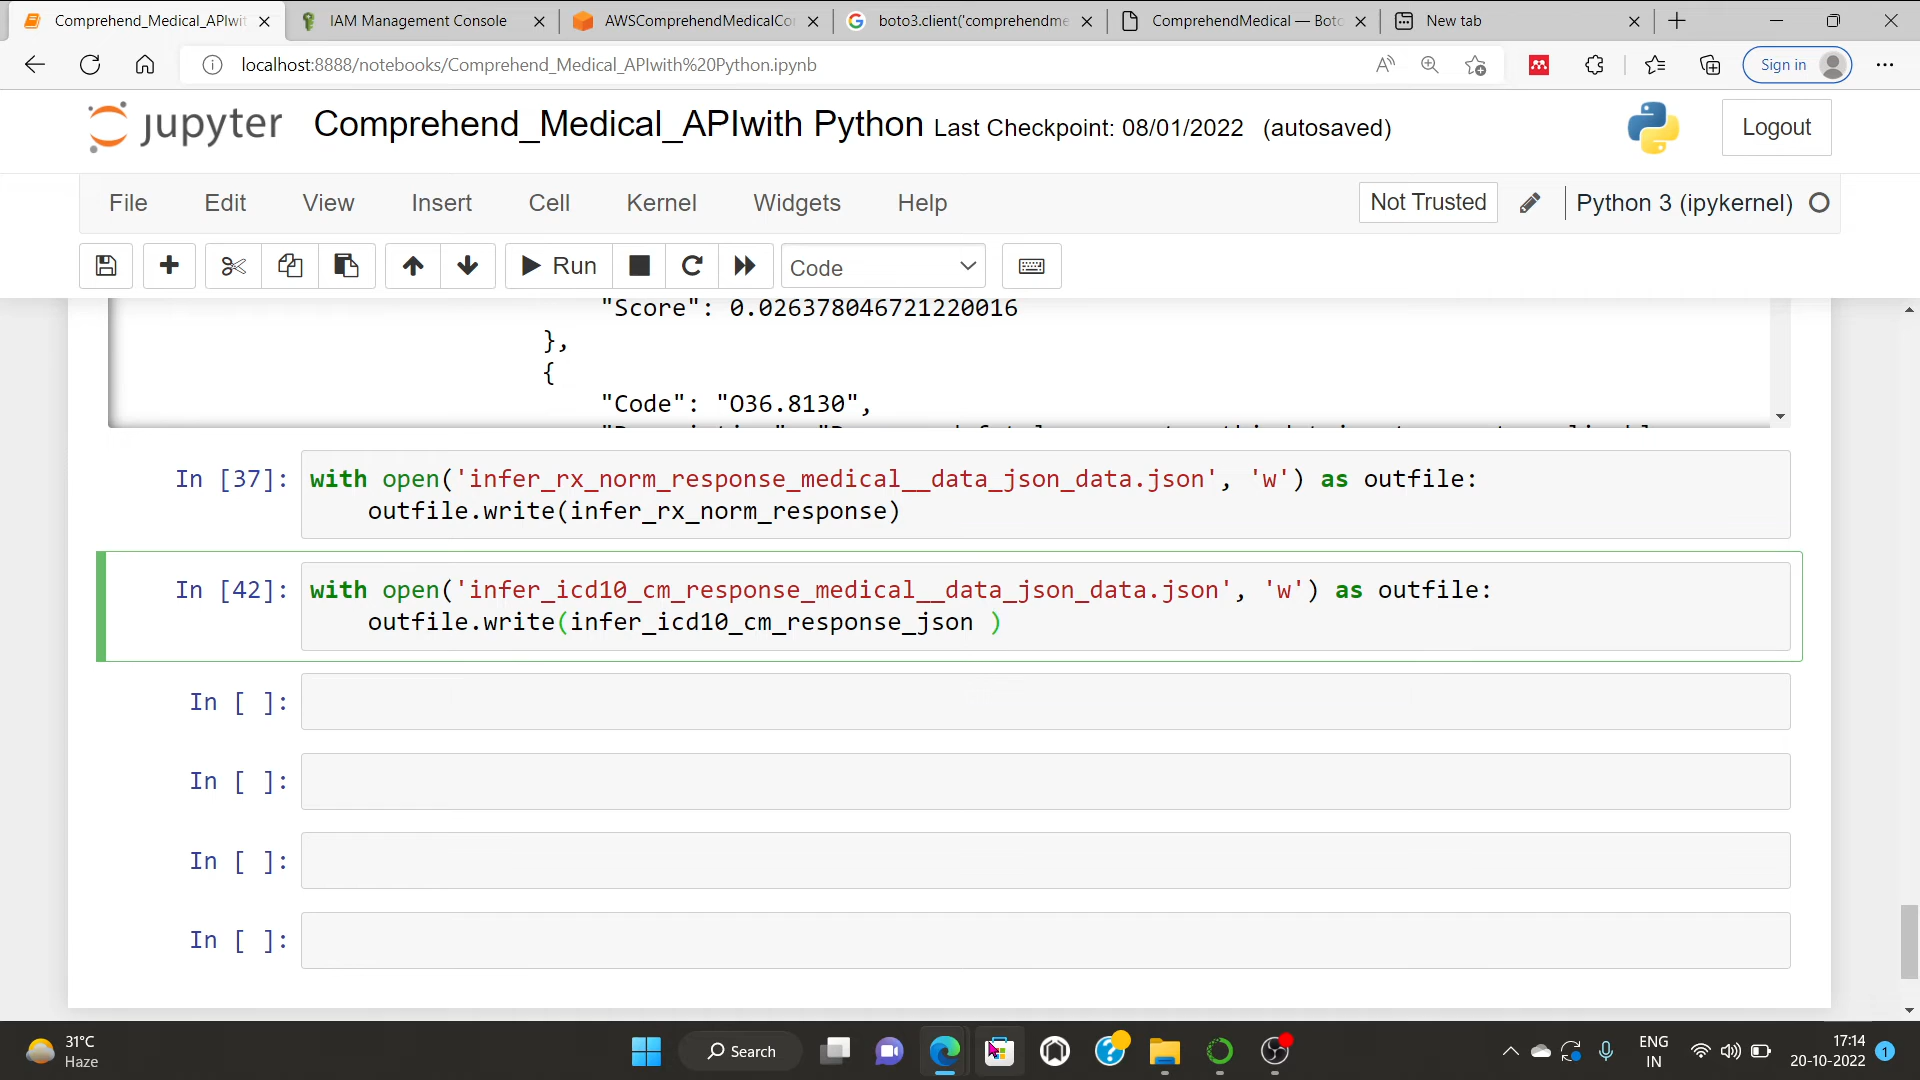 Comprehend_Medical_APIwit
IAM Management Console
AWSComprehendMedicalCo
boto3.client('comprehendme
ComprehendMedical — Boto
New tab
localhost:8888/notebooks/Comprehend_Medical_APIwith%20Python.ipynb
Sign in
jupyter
Comprehend_Medical_APIwith Python Last Checkpoint: 08/01/2022 (autosaved)
Logout
File Edit View Insert Cell Kernel Widgets Help
Not Trusted
Python 3 (ipykernel)
Run
Code
"Score": 0.026378046721220016
},
{
"Code": "O36.8130",
In [37]: with open('infer_rx_norm_response_medical__data_json_data.json', 'w') as outfile:
outfile.write(infer_rx_norm_response)
In [42]: with open('infer_icd10_cm_response_medical__data_json_data.json', 'w') as outfile:
outfile.write(infer_icd10_cm_response_json )
In [ ]:
In [ ]:
In [ ]:
In [ ]:
31°C
Haze
Search
ENG
IN
17:14
20-10-2022
1